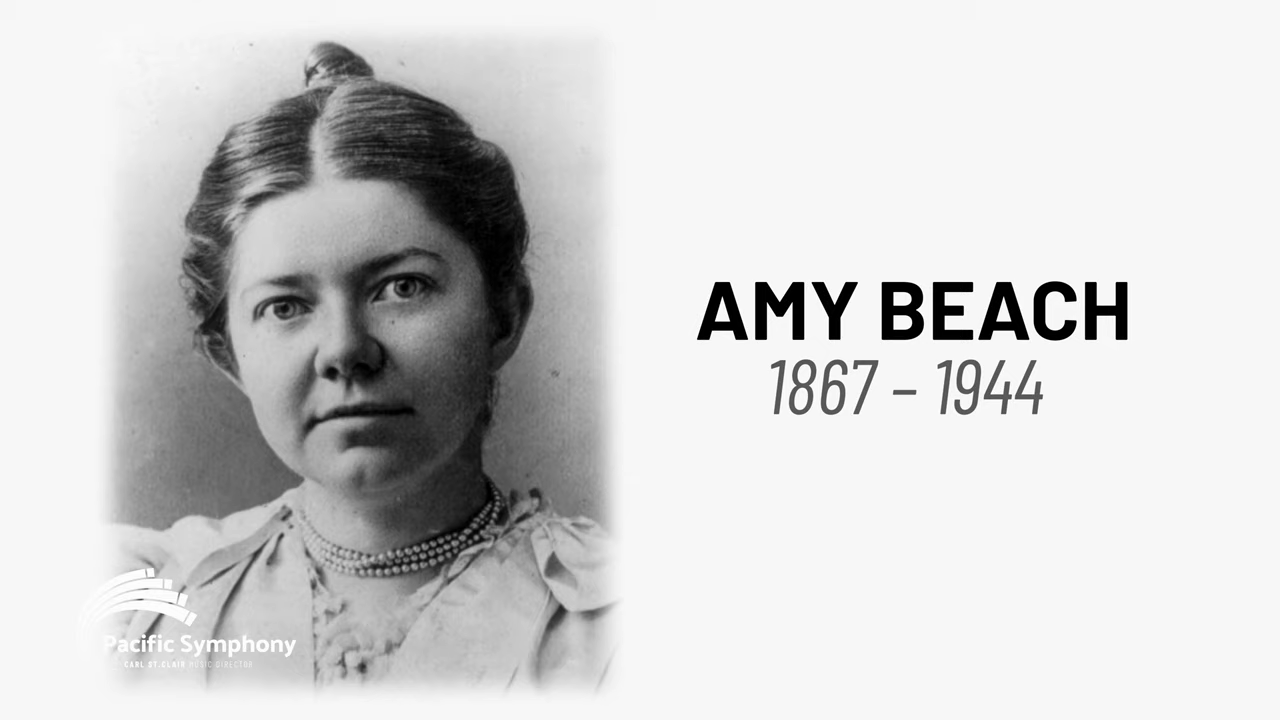 AMY BEACH
1867 – 1944
Pacific Symphony
CARL ST.CLAIR MUSIC DIRECTOR